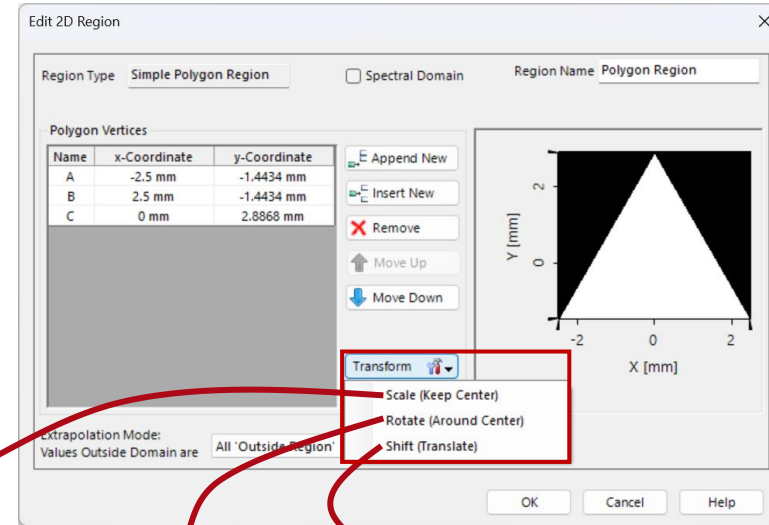 Edit 2D Region
Region Type Simple Polygon Region Spectral Domain Region Name Polygon Region
Polygon Vertices
Name x-Coordinate y-Coordinate
A -2.5 mm -1.4434 mm
B 2.5 mm -1.4434 mm
C 0 mm 2.8868 mm
Append New
Insert New
Remove
Move Up
Move Down
Transform
Scale (Keep Center)
Rotate (Around Center)
Shift (Translate)
Y [mm]
2
0
-2 0 2
X [mm]
Extrapolation Mode:
Values Outside Domain are All 'Outside Region'
OK Cancel Help